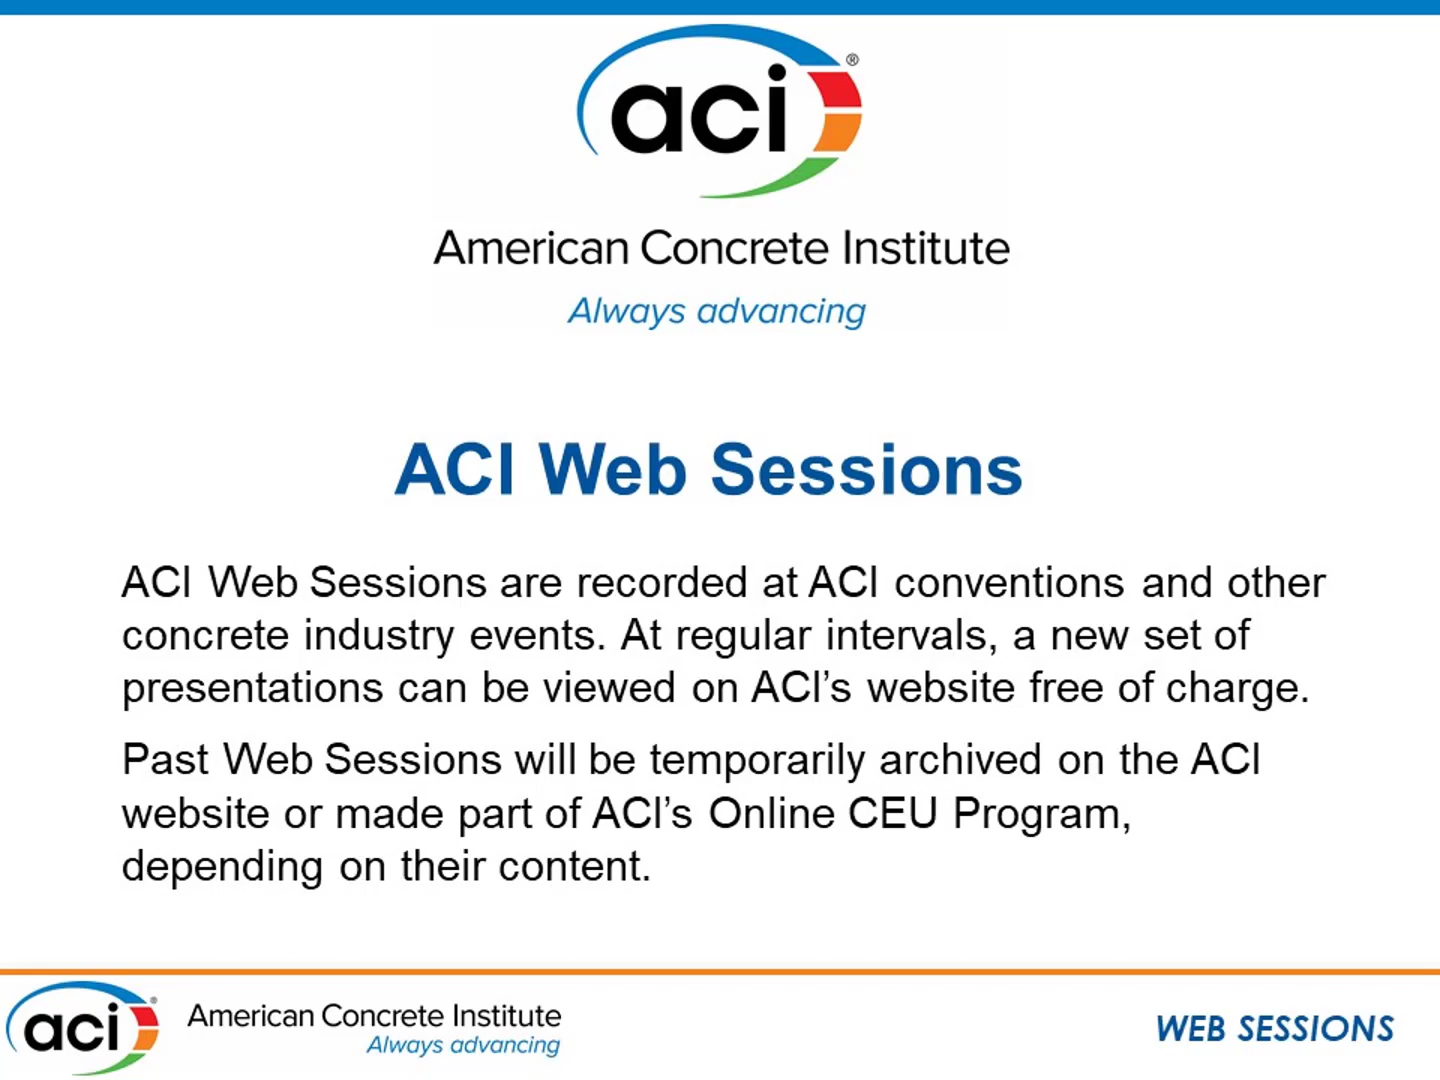 aci®
American Concrete Institute
Always advancing
ACI Web Sessions
ACI Web Sessions are recorded at ACI conventions and other
concrete industry events. At regular intervals, a new set of
presentations can be viewed on ACI’s website free of charge.
Past Web Sessions will be temporarily archived on the ACI
website or made part of ACI’s Online CEU Program,
depending on their content.
aci®
American Concrete Institute
Always advancing
WEB SESSIONS